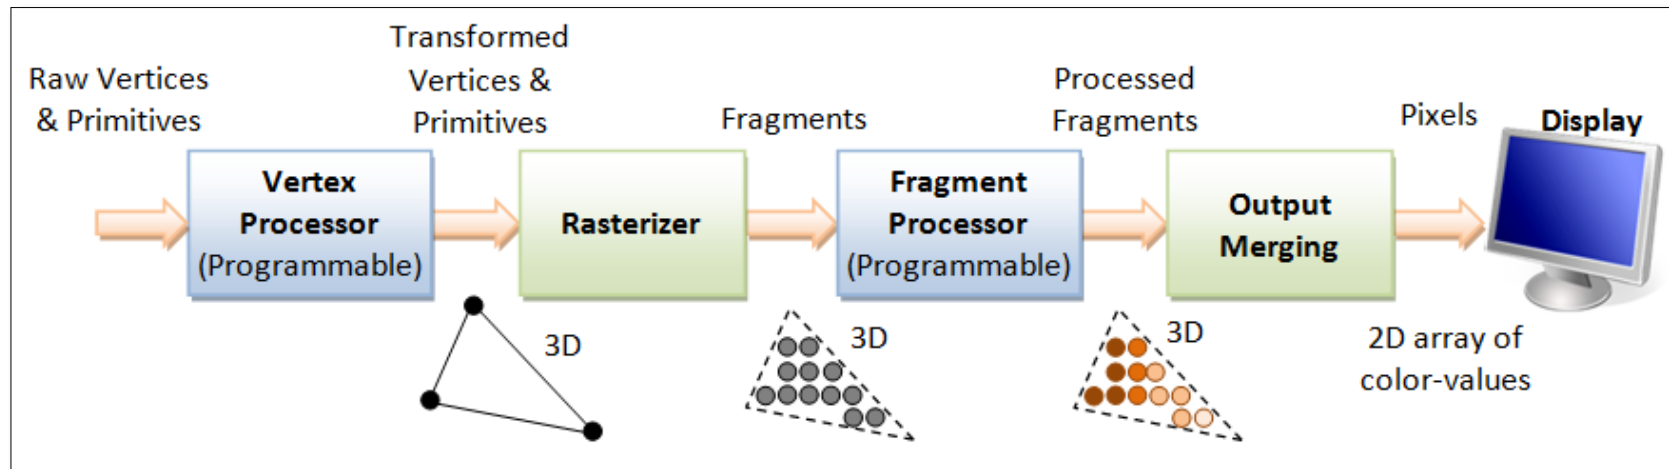 Raw Vertices
& Primitives
Transformed
Vertices &
Primitives
Fragments
Processed
Fragments
Pixels
Display
Vertex
Processor
(Programmable)
Rasterizer
Fragment
Processor
(Programmable)
Output
Merging
3D
3D
3D
2D array of
color-values